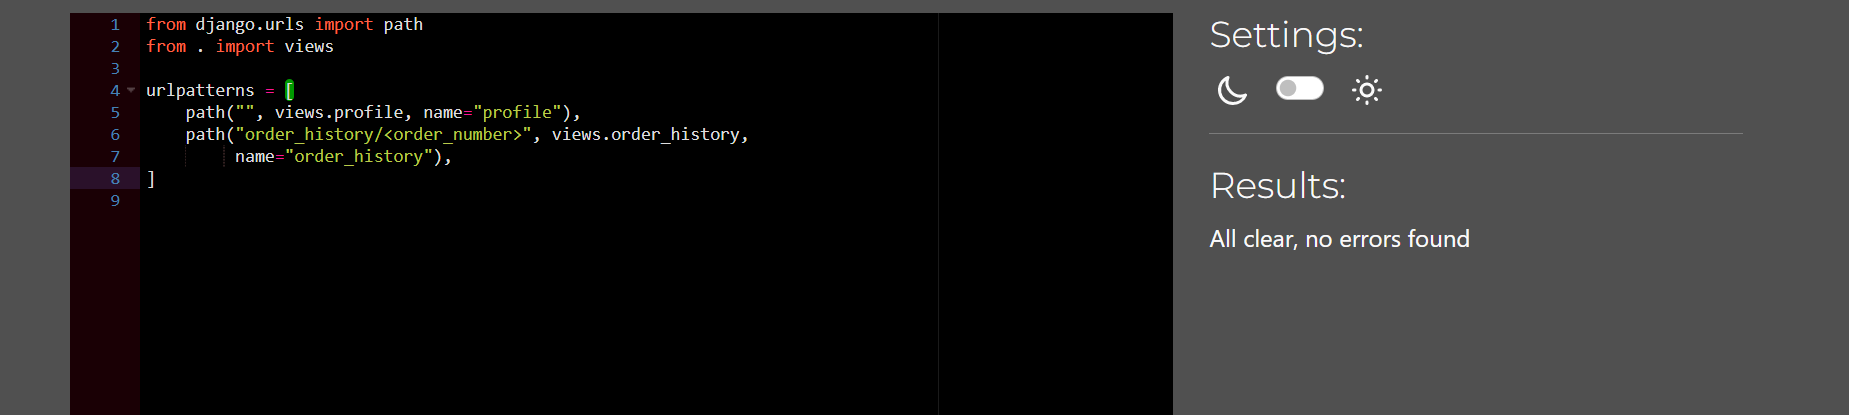 1 from django.urls import path
2 from . import views
3
4 urlpatterns = [
5     path("", views.profile, name="profile"),
6     path("order_history/<order_number>", views.order_history,
7          name="order_history"),
8 ]
9
Settings:
Results:
All clear, no errors found